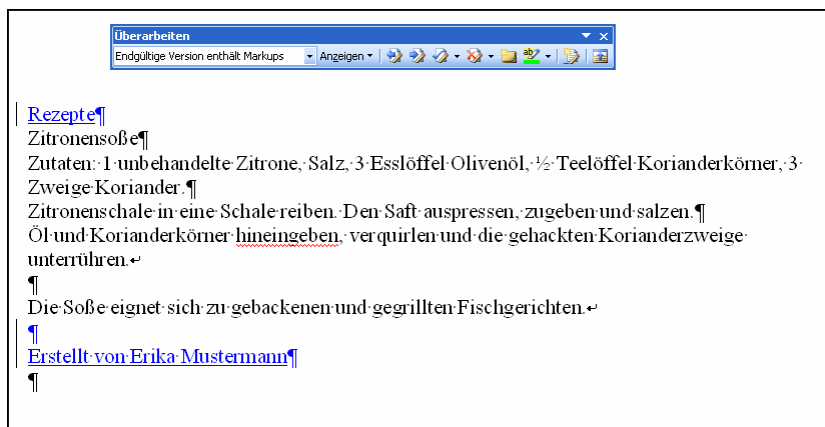 Überarbeiten
Endgültige Version enthält Markups Anzeigen
Rezepte¶
Zitronensoße¶
Zutaten:·1·unbehandelte·Zitrone,·Salz,·3·Esslöffel·Olivenöl,·½·Teelöffel·Korianderkörner,·3·
Zweige·Koriander.¶
Zitronenschale·in·eine·Schale·reiben.·Den·Saft·auspressen,·zugeben·und·salzen.¶
Öl·und·Korianderkörner·hineingeben,·verquirlen·und·die·gehackten·Korianderzweige·
unterrühren.↵
¶
Die·Soße·eignet·sich·zu·gebackenen·und·gegrillten·Fischgerichten.↵
¶
Erstellt·von·Erika·Mustermann¶
¶